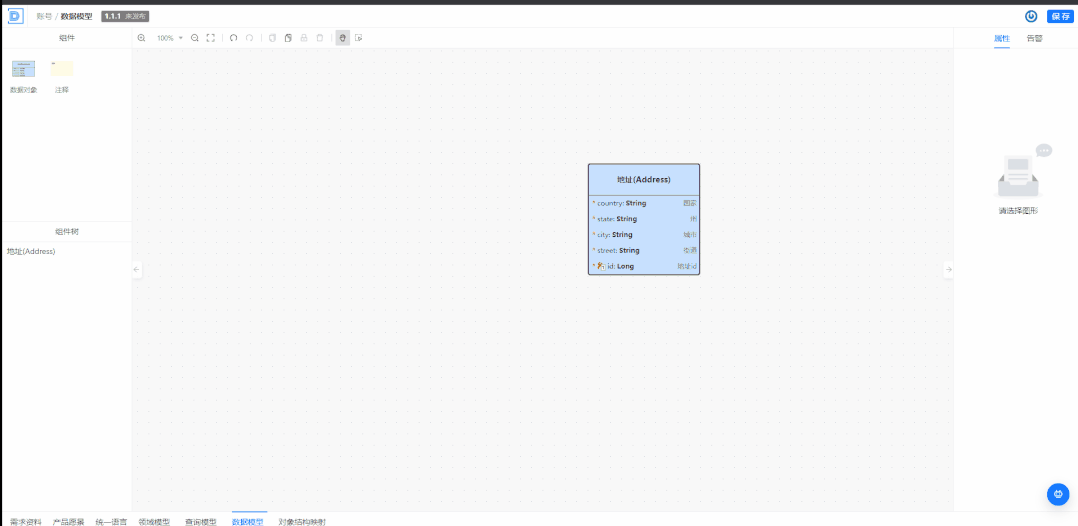 账号 / 数据模型 1.1.1 未发布
保存
组件
100%
属性 告警
数据对象 注释
地址(Address)
* country: String 国家
* state: String 州
* city: String 城市
* street: String 街道
* id: Long 地址id
请选择图形
组件树
地址(Address)
需求资料 产品愿景 统一语言 领域模型 查询模型 数据模型 对象结构映射